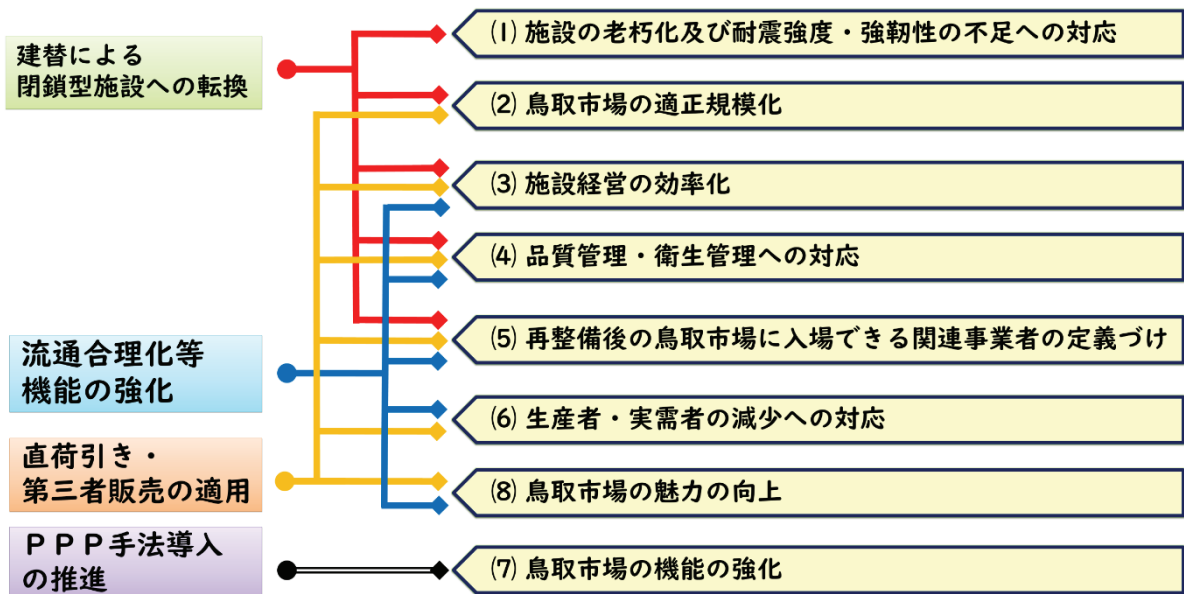 建替による
閉鎖型施設への転換
流通合理化等
機能の強化
直荷引き・
第三者販売の適用
PPP手法導入
の推進
(1) 施設の老朽化及び耐震強度・強靭性の不足への対応
(2) 鳥取市場の適正規模化
(3) 施設経営の効率化
(4) 品質管理・衛生管理への対応
(5) 再整備後の鳥取市場に入場できる関連事業者の定義づけ
(6) 生産者・実需者の減少への対応
(8) 鳥取市場の魅力の向上
(7) 鳥取市場の機能の強化